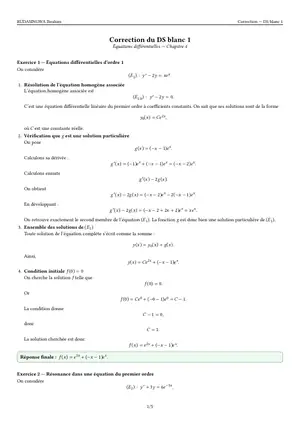 Correction — DS blanc 1
Correction du DS blanc 1
Équations différentielles — Chapitre 4
Exercice 1 — Équations différentielles d'ordre 1
On considère
(E₁) : y′ − 2y = xeˣ.
1. Résolution de l'équation homogène associée
L'équation homogène associée est
y′ − 2y = 0.
C'est une équation différentielle linéaire du premier ordre à coefficients constants. On sait que ses solutions sont de la forme
y₀(x) = Ce²ˣ,
où C est une constante réelle.
2. Vérification que g est une solution particulière
On pose
g(x) = (−x − 1)eˣ.
Calculons sa dérivée :
g′(x) = (−1)eˣ + (−x − 1)eˣ = (−x − 2)eˣ.
Calculons ensuite
g′(x) − 2g(x).
On obtient
g′(x) − 2g(x) = (−x − 2)eˣ − 2(−x − 1)eˣ.
En développant :
g′(x) − 2g(x) = (−x − 2 + 2x + 2)eˣ = xeˣ.
On retrouve exactement le second membre de l'équation (E₁). La fonction g est donc bien une solution particulière de (E₁).
3. Ensemble des solutions de (E₁)
Toute solution de l'équation complète s'écrit comme la somme :
y(x) = y₀(x) + g(x).
Ainsi,
y(x) = Ce²ˣ + (−x − 1)eˣ.
4. Condition initiale f(0) = 0
On cherche la solution f telle que
f(0) = 0.
Or
f(0) = Ce⁰ + (−0 − 1)e⁰ = C − 1.
La condition donne
C − 1 = 0,
donc
C = 1.
La solution cherchée est donc
f(x) = e²ˣ + (−x − 1)eˣ.
Réponse finale : f(x) = e²ˣ + (−x − 1)eˣ.
Exercice 2 — Résonance dans une équation du premier ordre
On considère
1/5